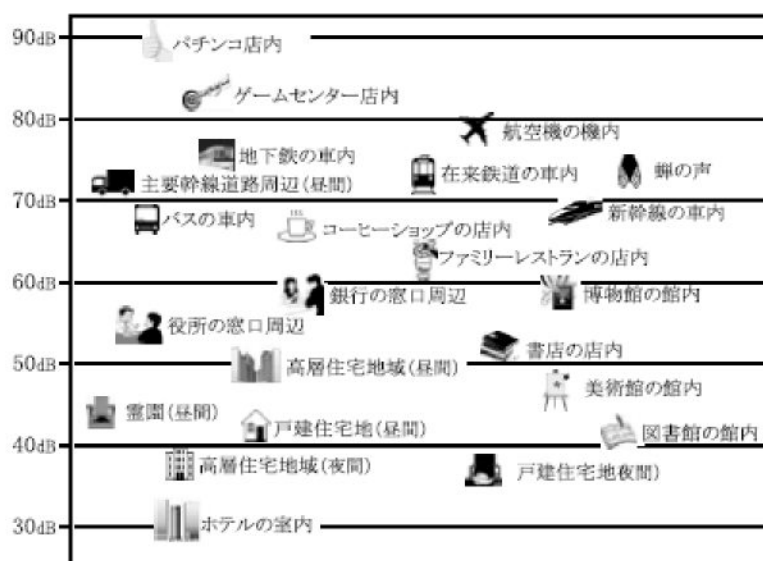 90dB
パチンコ店内
ゲームセンター店内
80dB
航空機の機内
地下鉄の車内
在来鉄道の車内
蝉の声
主要幹線道路周辺(昼間)
70dB
バスの車内
コーヒーショップの店内
新幹線の車内
ファミリーレストランの店内
60dB
銀行の窓口周辺
博物館の館内
役所の窓口周辺
書店の店内
50dB
高層住宅地域(昼間)
美術館の館内
霊園(昼間)
戸建住宅地(昼間)
図書館の館内
40dB
高層住宅地域(夜間)
戸建住宅地夜間)
30dB
ホテルの室内